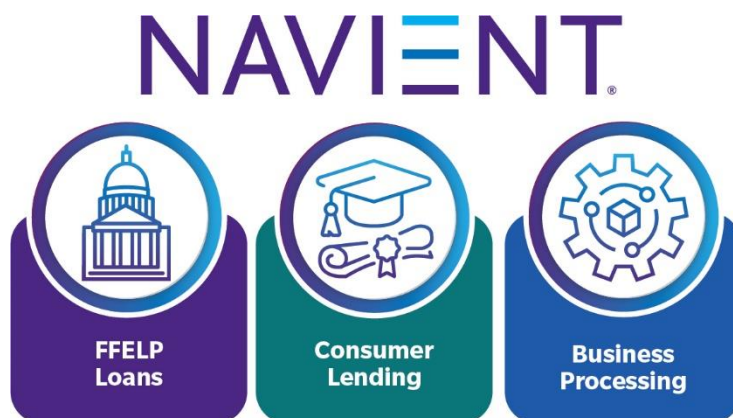 NAVIENT®
FFELP
Loans
Consumer
Lending
Business
Processing